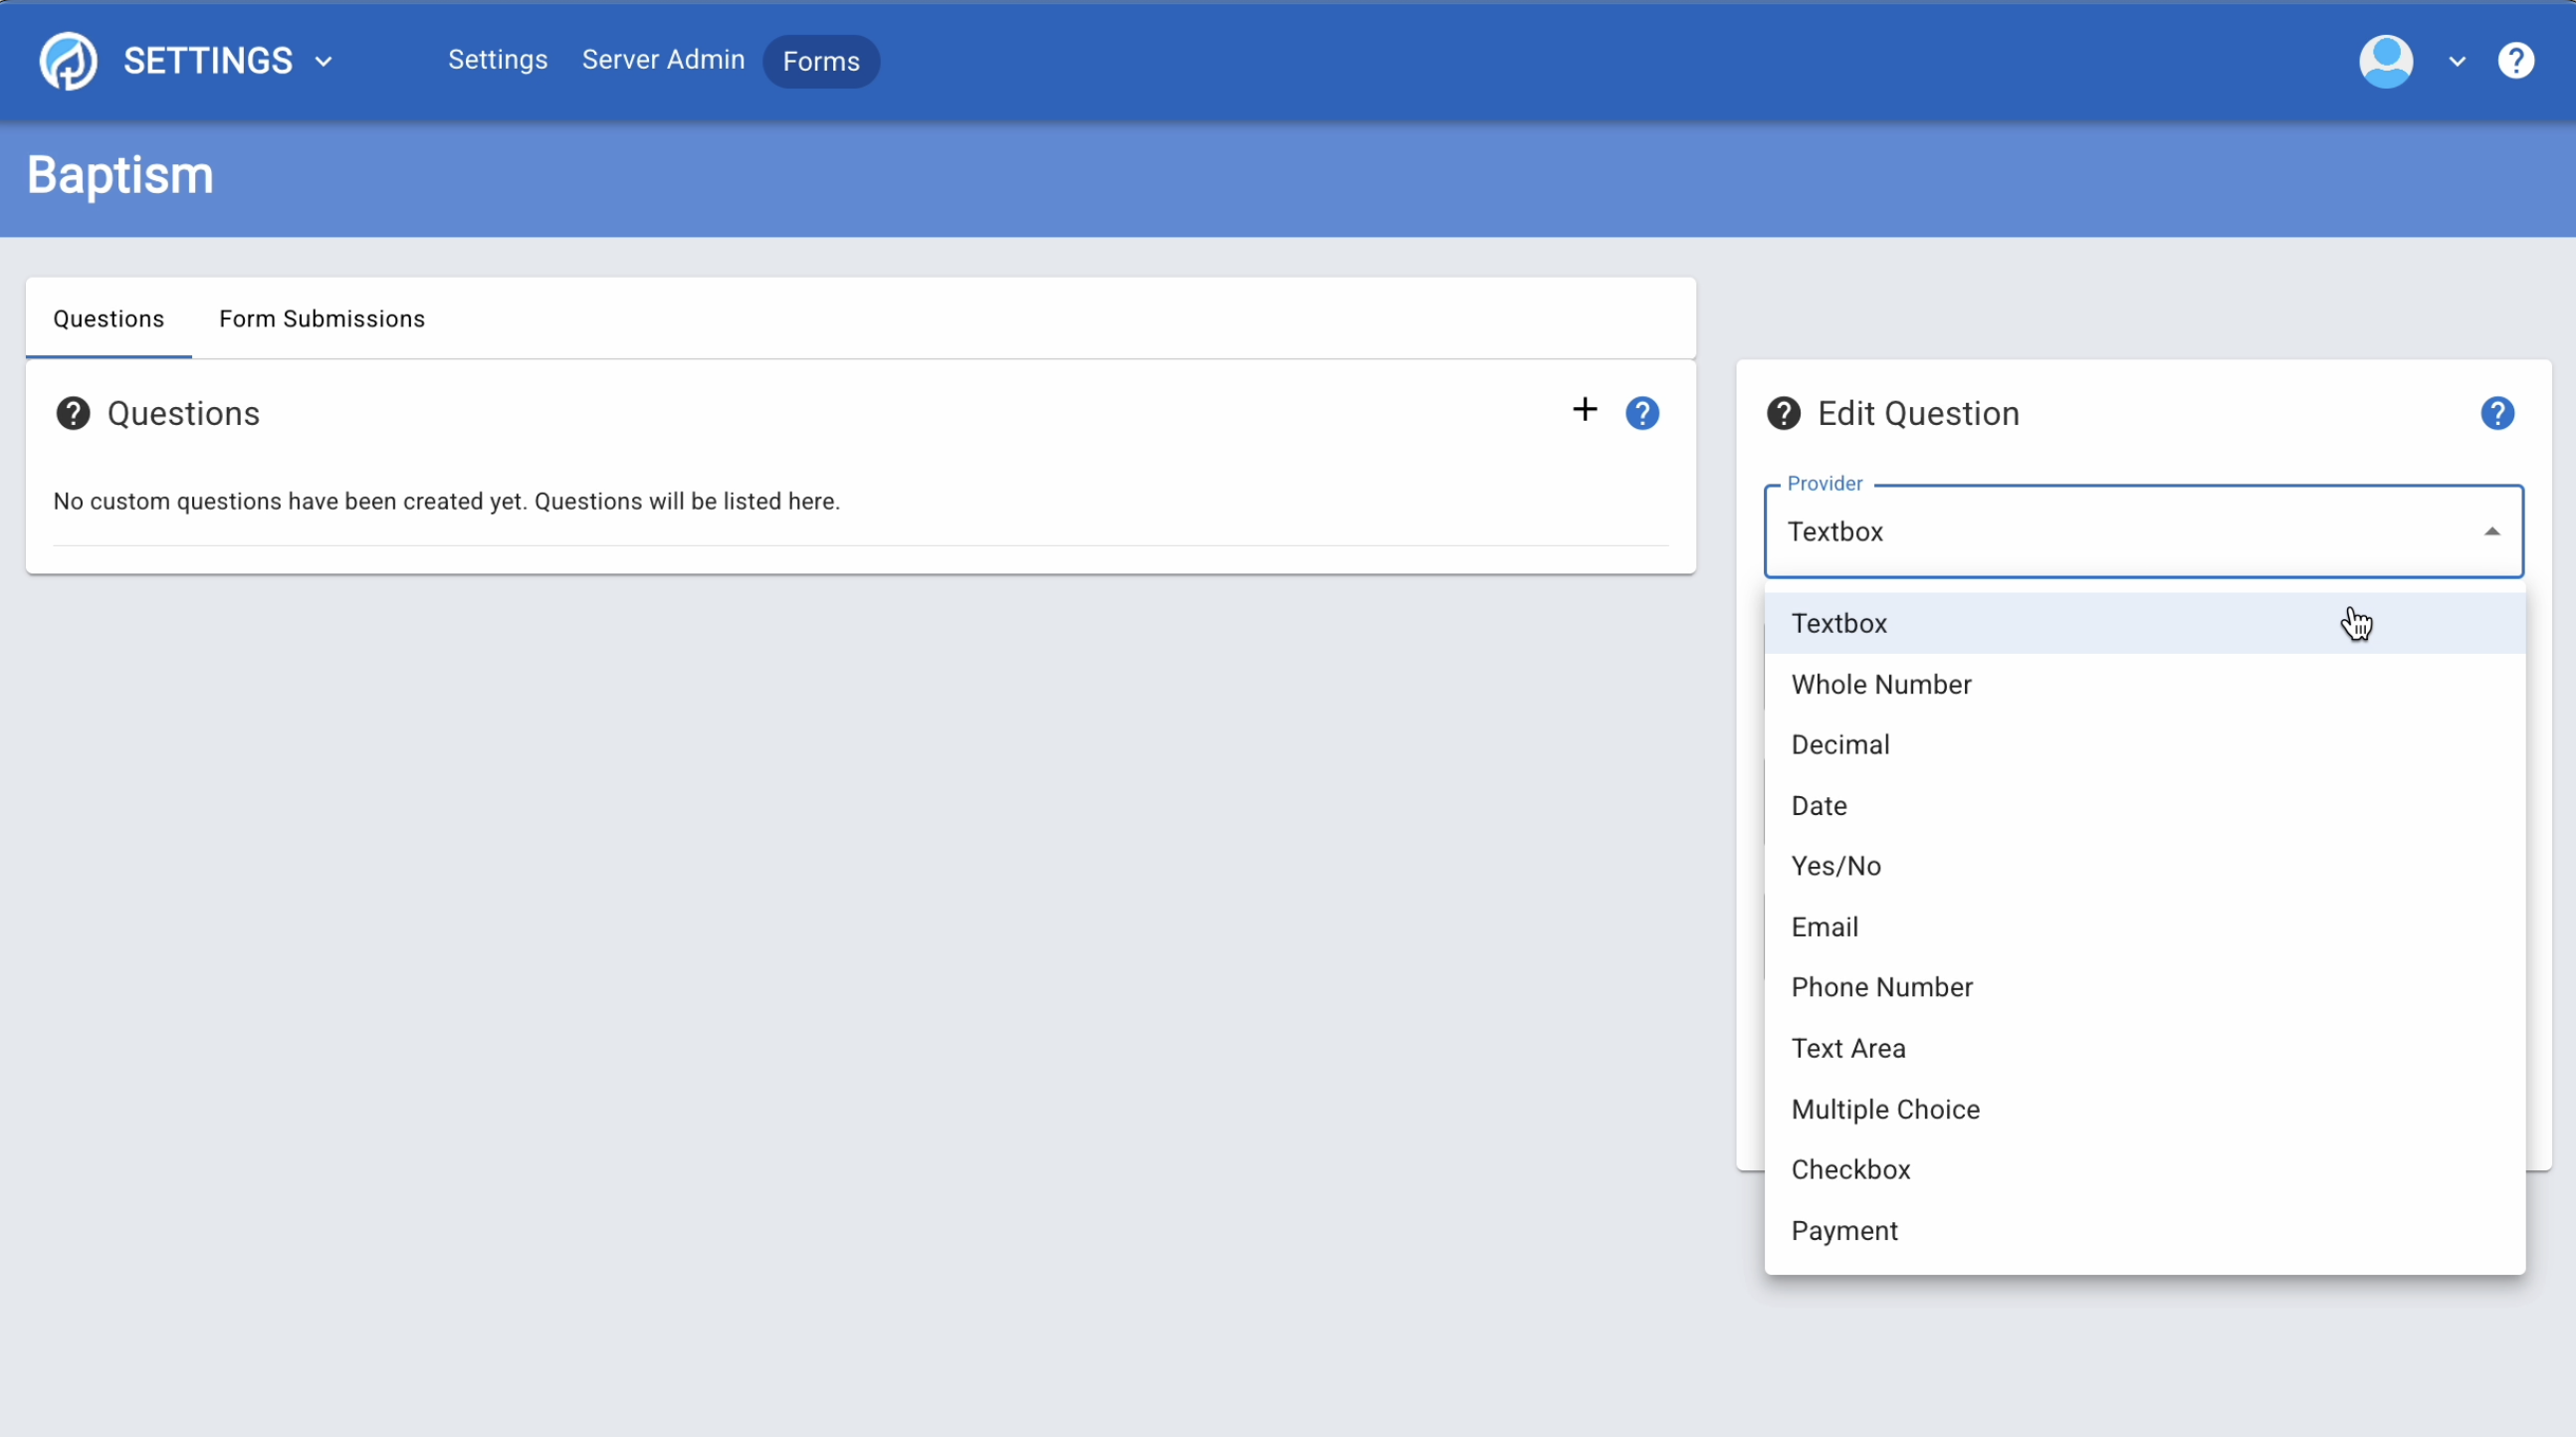 SETTINGS
Settings
Server Admin
Forms
Baptism
Questions
Form Submissions
Questions
No custom questions have been created yet. Questions will be listed here.
Edit Question
Provider
Textbox
Textbox
Whole Number
Decimal
Date
Yes/No
Email
Phone Number
Text Area
Multiple Choice
Checkbox
Payment